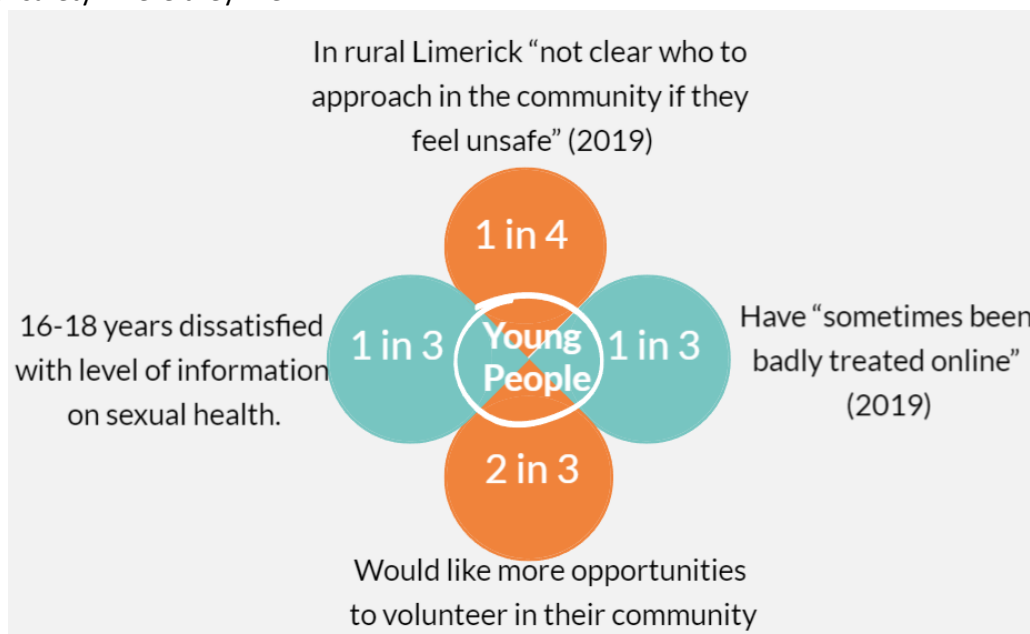 In rural Limerick “not clear who to
approach in the community if they
feel unsafe” (2019)
1 in 4
16-18 years dissatisfied
with level of information
on sexual health.
1 in 3
Young
People
1 in 3
Have “sometimes been
badly treated online”
(2019)
2 in 3
Would like more opportunities
to volunteer in their community